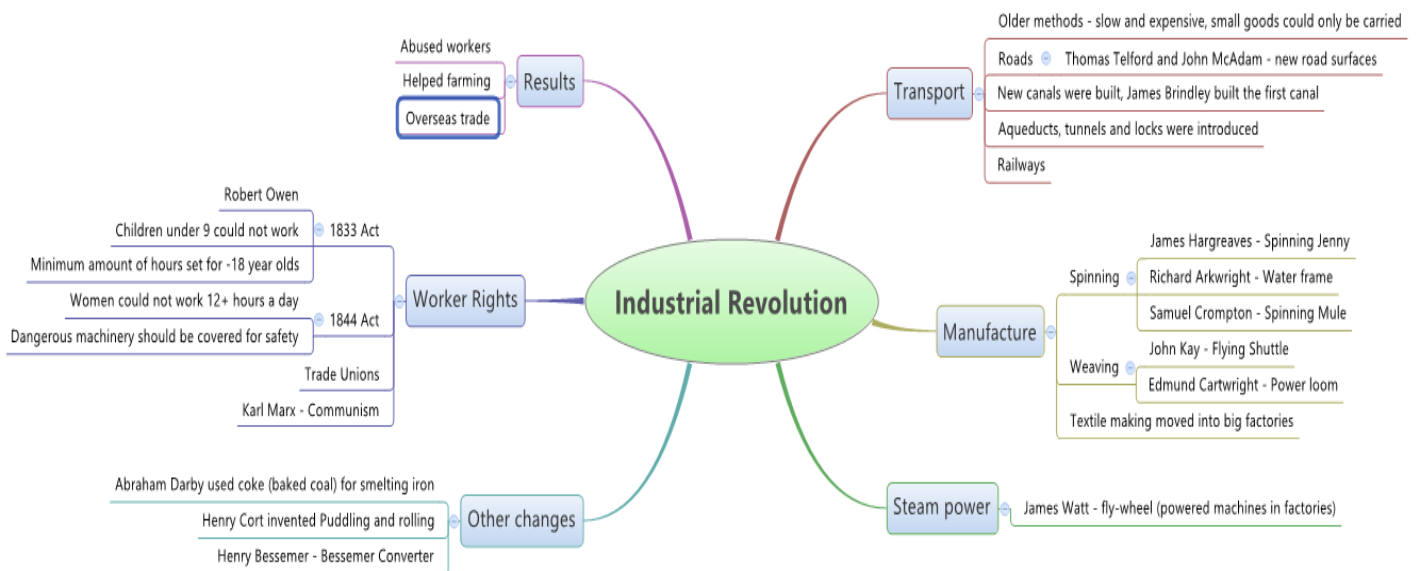 Industrial Revolution
Transport
Older methods - slow and expensive, small goods could only be carried
Roads
Thomas Telford and John McAdam - new road surfaces
New canals were built, James Brindley built the first canal
Aqueducts, tunnels and locks were introduced
Railways
Manufacture
Spinning
James Hargreaves - Spinning Jenny
Richard Arkwright - Water frame
Samuel Crompton - Spinning Mule
Weaving
John Kay - Flying Shuttle
Edmund Cartwright - Power loom
Textile making moved into big factories
Steam power
James Watt - fly-wheel (powered machines in factories)
Results
Abused workers
Helped farming
Overseas trade
Worker Rights
1833 Act
Robert Owen
Children under 9 could not work
Minimum amount of hours set for -18 year olds
1844 Act
Women could not work 12+ hours a day
Dangerous machinery should be covered for safety
Trade Unions
Karl Marx - Communism
Other changes
Abraham Darby used coke (baked coal) for smelting iron
Henry Cort invented Puddling and rolling
Henry Bessemer - Bessemer Converter